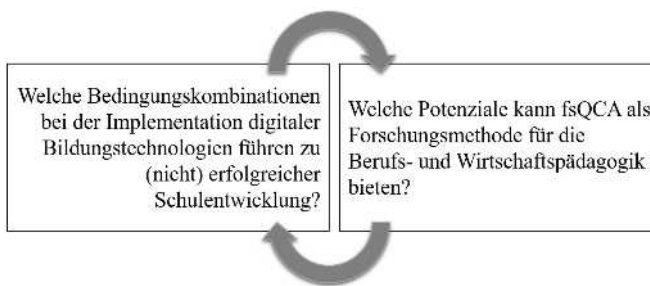 Welche Bedingungskombinationen
bei der Implementation digitaler
Bildungstechnologien führen zu
(nicht) erfolgreicher
Schulentwicklung?
Welche Potenziale kann fsQCA als
Forschungsmethode für die
Berufs- und Wirtschaftspädagogik
bieten?